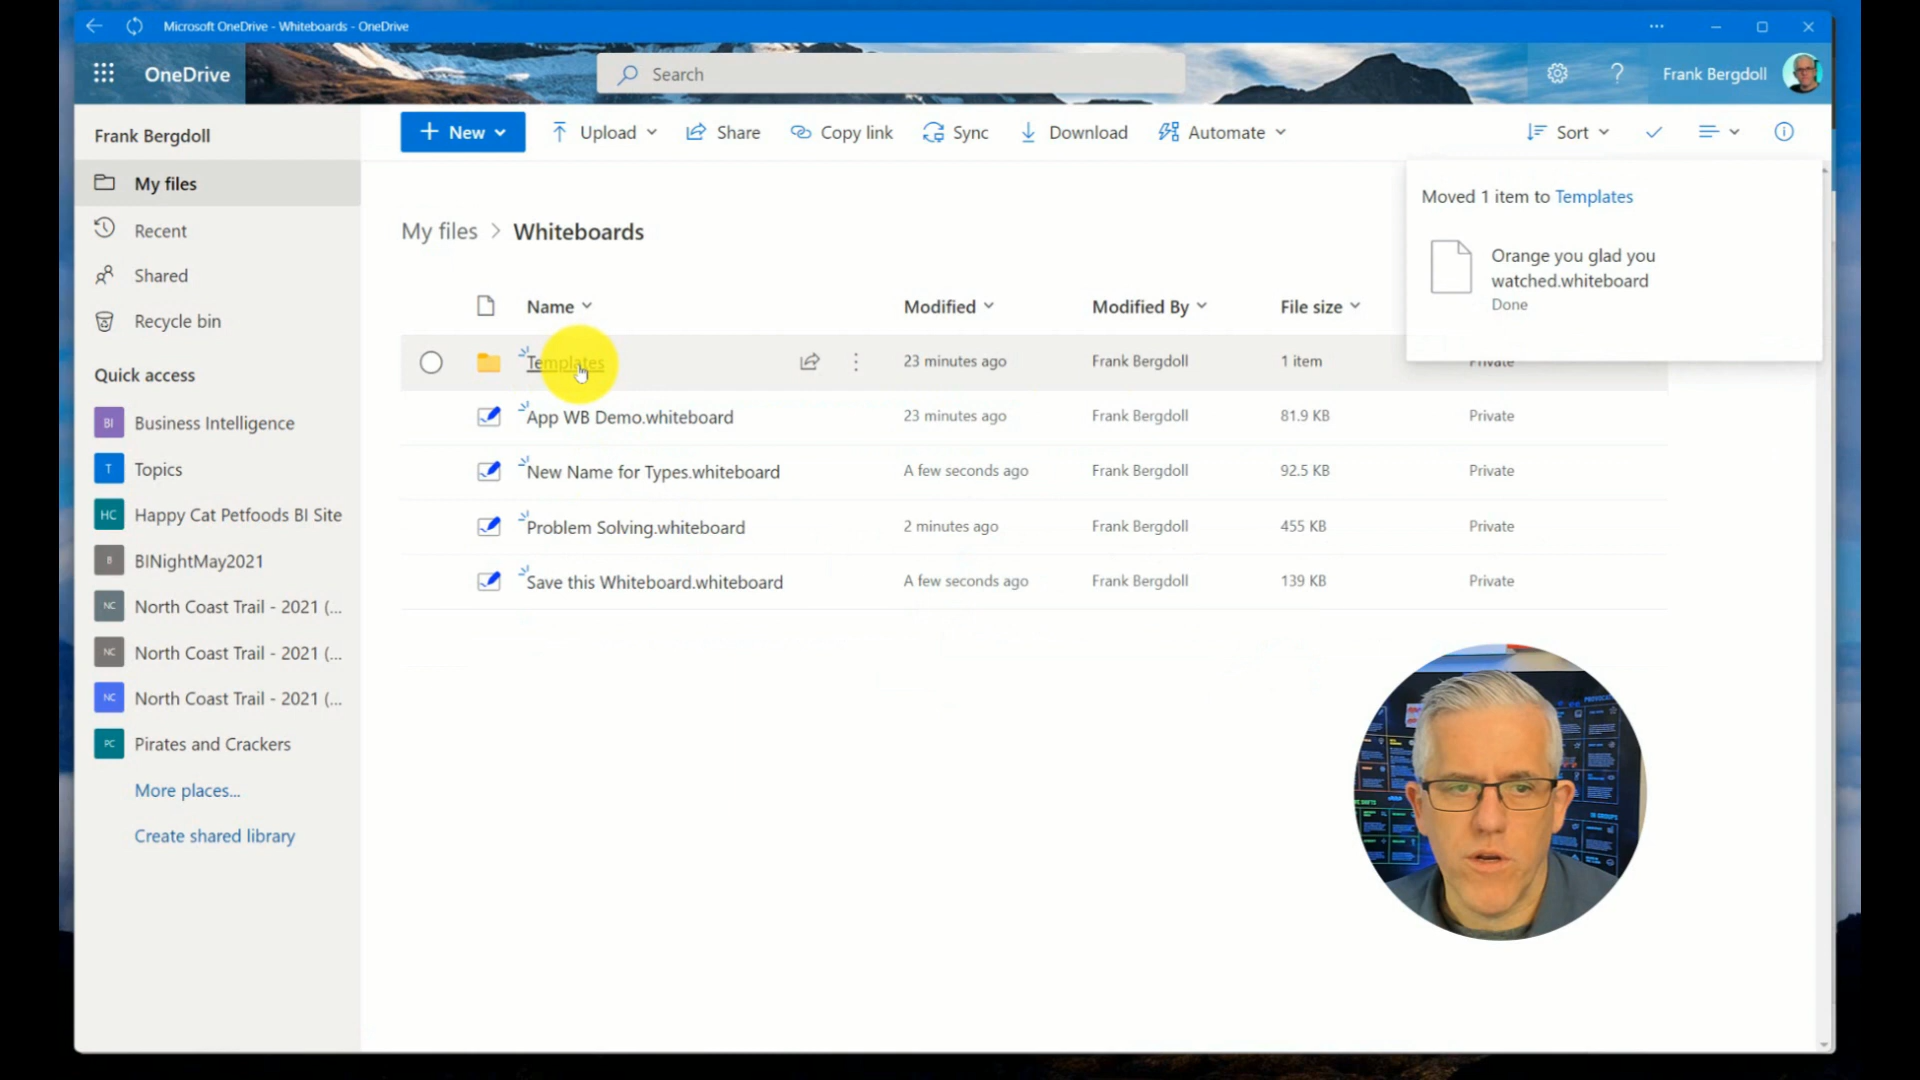 Microsoft OneDrive - Whiteboards - OneDrive
OneDrive
Search
Frank Bergdoll
Frank Bergdoll
New
Upload
Share
Copy link
Sync
Download
Automate
Sort
My files
Recent
Shared
Recycle bin
Quick access
BI Business Intelligence
T Topics
HC Happy Cat Petfoods BI Site
B BINightMay2021
NC North Coast Trail - 2021 (...
NC North Coast Trail - 2021 (...
NC North Coast Trail - 2021 (...
PC Pirates and Crackers
More places...
Create shared library
My files > Whiteboards
Name Modified Modified By File size
Templates 23 minutes ago Frank Bergdoll 1 item Private
App WB Demo.whiteboard 23 minutes ago Frank Bergdoll 81.9 KB Private
New Name for Types.whiteboard A few seconds ago Frank Bergdoll 92.5 KB Private
Problem Solving.whiteboard 2 minutes ago Frank Bergdoll 455 KB Private
Save this Whiteboard.whiteboard A few seconds ago Frank Bergdoll 139 KB Private
Moved 1 item to Templates
Orange you glad you
watched.whiteboard
Done